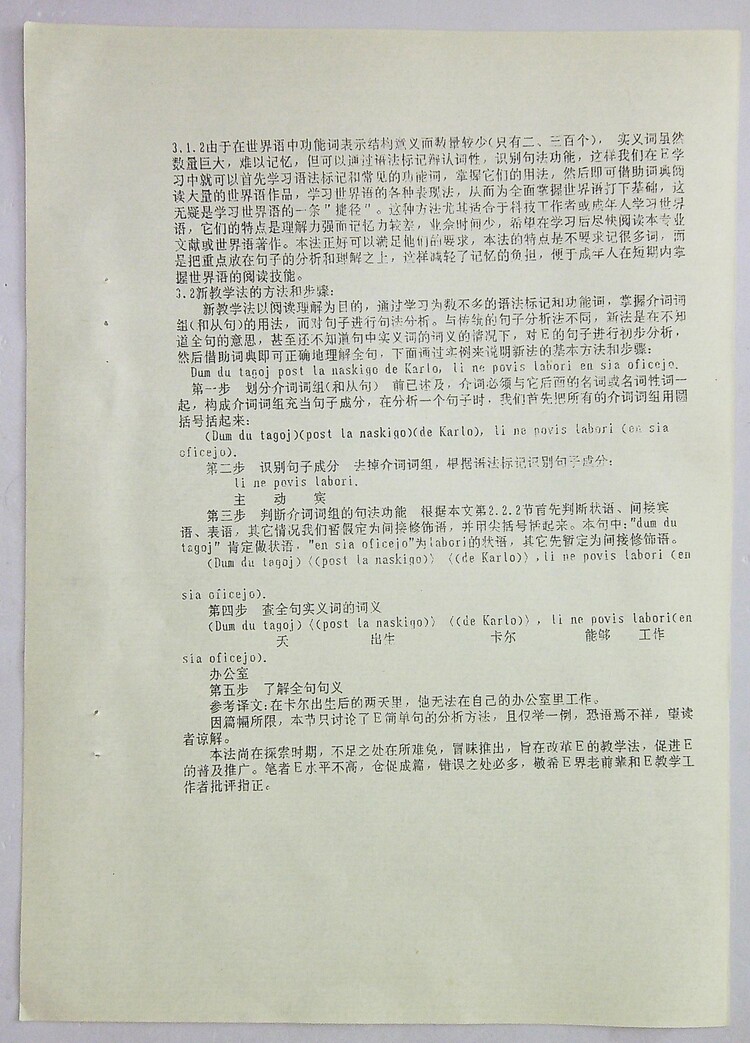 3.1.2由于在世界语中功能词表示结构意义而数量较少(只有二、三百个), 实义词虽然
数量巨大, 难以记忆, 但可以通过语法标记辨认词性, 识别句法功能, 这样我们在E学
习中就可以首先学习语法标记和常见的功能词, 掌握它们的用法, 然后即可借助词典阅
读大量的世界语作品, 学习世界语的各种表现法, 从而为全面掌握世界语打下基础, 这
无疑是学习世界语的一条"捷径"。这种方法尤其适合于科技工作者或成年人学习世界
语, 它们的特点是理解力强而记忆力较差, 业余时间少, 希望在学习后尽快阅读本专业
文献或世界语著作。本法正好可以满足他们的要求, 本法的特点是不要求记很多词, 而
是把重点放在句子的分析和理解之上, 这样减轻了记忆的负担, 便于成年人在短期内掌
握世界语的阅读技能。
3.2新教学法的方法和步骤:
新教学法以阅读理解为目的, 通过学习为数不多的语法标记和功能词, 掌握介词词
组(和从句)的用法, 而对句子进行句法分析。与传统的句子分析法不同, 新法是在不知
道全句的意思, 甚至还不知道句中实义词的词义的情况下, 对E的句子进行初步分析,
然后借助词典即可正确地理解全句, 下面通过实例来说明新法的基本方法和步骤:
Dum du tagoj post la naskigo de Karlo, li ne povis labori en sia oficejo.
第一步 划分介词词组(和从句) 前已述及, 介词必须与它后面的名词或名词性词一
起, 构成介词词组充当句子成分, 在分析一个句子时, 我们首先把所有的介词词组用圆
括号括起来:
(Dum du tagoj)(post la naskigo)(de Karlo), li ne povis labori (en sia
oficejo).
第二步 识别句子成分 去掉介词词组, 根据语法标记识别句子成分:
li ne povis labori.
主 动 宾
第三步 判断介词词组的句法功能 根据本文第2.2.2节首先判断状语、间接宾
语、表语, 其它情况我们暂假定为间接修饰语, 并用尖括号括起来。本句中:"dum du
tagoj" 肯定做状语, "en sia oficejo"为labori的状语, 其它先暂定为间接修饰语。
(Dum du tagoj) 〈(post la naskigo)〉 〈(de Karlo)〉 ,li ne povis labori (en
sia oficejo).
第四步 查全句实义词的词义
(Dum du tagoj) 〈(post la naskigo)〉 〈(de Karlo)〉 , li ne povis labori(en
天 出生 卡尔 能够 工作
sia oficejo).
办公室
第五步 了解全句句义
参考译文:在卡尔出生后的两天里, 他无法在自己的办公室里工作。
因篇幅所限, 本节只讨论了E简单句的分析方法, 且仅举一例, 恐语焉不祥, 望读
者谅解。
本法尚在探索时期, 不足之处在所难免, 冒昧推出, 旨在改革E的教学法, 促进E
的普及推广。笔者E水平不高, 仓促成篇, 错误之处必多, 敬希E界老前辈和E教学工
作者批评指正。